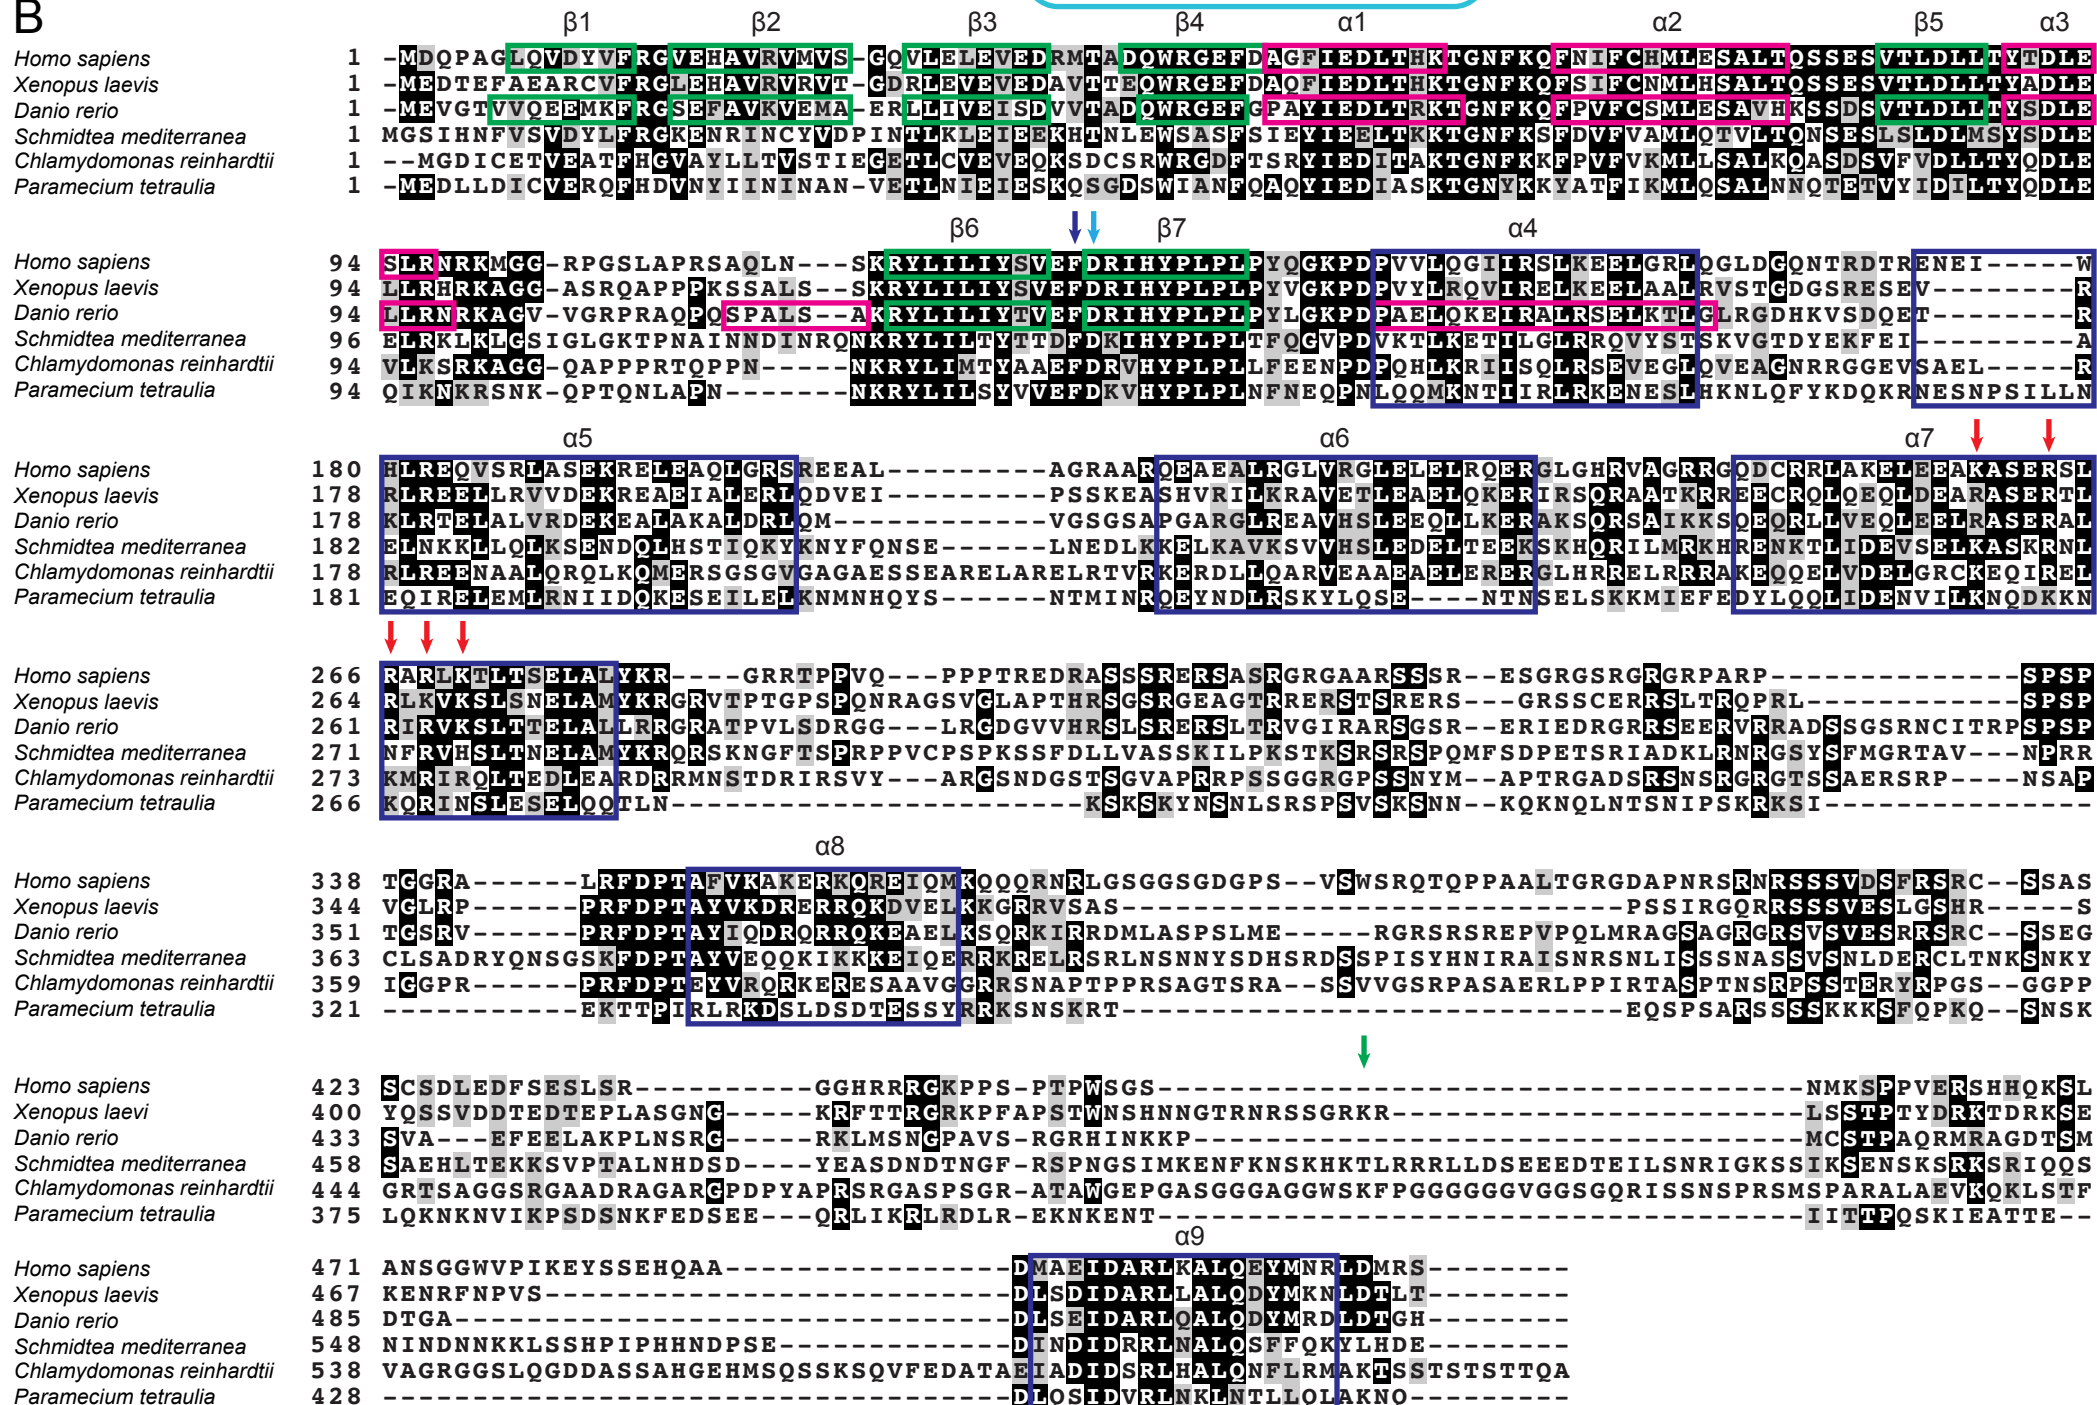 B
β1 β2 β3 β4 α1 α2 β5 α3
Homo sapiens 1 -MDQPAGLQVDYVFRGVEHAVRVMVS-GQVLELEVEDRMTADQWRGEFDAGFIEDLTHKTGNFKQFNIFCHMLESALTQSSESVTLDLLTYTDLE
Xenopus laevis 1 -MEDTEFAEARCVFRGLEHAVRVRVT-GDRLEVEVEDAVTTEQWRGEFDAQFIEDLTHKTGNFKQFSIFCNMLHSALTQSSESVTLDLLTYADLE
Danio rerio 1 -MEVGTVVQEEMKFRGSEFAVKVEMA-ERLLIVEISDVVTADQWRGEFGPAYIEDLTRKTGNFKQFPVFCSMLESAVHKSSDSVTLDLLTYSDLE
Schmidtea mediterranea 1 MGSIHNFVSVDYLFRGKENRINCYVDPINTLKLEIEEKHTNLEWSASFSIEYIEELTKKTGNFKSFDVFVAMLQTVLTQNSESLSLDLMSYSDLE
Chlamydomonas reinhardtii 1 --MGDICETVEATFHGVAYLLTVSTIEGETLCVEVEQKSDCSRWRGDFTSRYIEDITAKTGNFKKFPVFVKMLLSALKQASDSVFVDLLTYQDLE
Paramecium tetraulia 1 -MEDLLDICVERQFHDVNYIININAN-VETLNIEIESKQSGDSWIANFQAQYIEDIASKTGNYKKYATFIKMLQSALNNQTETVYIDILTYQDLE
β6 β7 α4
Homo sapiens 94 SLRNRKMGG-RPGSLAPRSAQLN---SKRYLILIYSVEFDRIHYPLPLPYQGKPDPVVLQGIIRSLKEELGRLQGLDGQNTRDTRENEI-----W
Xenopus laevis 94 LLRHRKAGG-ASRQAPPPKSSALS--SKRYLILIYSVEFDRIHYPLPLPYVGKPDPVYLRQVIRELKEELAALRVSTGDGSRESEV--------R
Danio rerio 94 LLRNRKAGV-VGRPRAQPQSPALS--AKRYLILIYTVEFDRIHYPLPLPYLGKPDPAELQKEIRALRSELKTLGLRGDHKVSDQET--------R
Schmidtea mediterranea 96 ELRKLKLGSIGLGKTPNAINNDINRQNKRYLILTYTTDFDKIHYPLPLTFQGVPDVKTLKETILGLRRQVYSTSKVGTDYEKFEI---------A
Chlamydomonas reinhardtii 94 VLKSRKAGG-QAPPPRTQPPN-----NKRYLIMTYAAEFDRVHYPLPLLFEENPDPQHLKRIISQLRSEVEGLQVEAGNRRGGEVSAEL-----R
Paramecium tetraulia 94 QIKNKRSNK-QPTQNLAPN-------NKRYLILSYVVEFDKVHYPLPLNFNEQPNLQQMKNTIIRLRKENESLHKNLQFYKDQKRNESNPSILLN
α5 α6 α7
Homo sapiens 180 HLREQVSRLASEKRELEAQLGRSREEAL---------AGRAARQEAEALRGLVRGLELELRQERGLGHRVAGRRGQDCRRLAKELEEAKASERSL
Xenopus laevis 178 RLREELLRVVDEKREAEIALERLQDVEI---------PSSKEASHVRILKRAVETLEAELQKERIRSQRAATKRREECRQLQEQLDEARASERTL
Danio rerio 178 KLRTELALVRDEKEALAKALDRLQM------------VGSGSAPGARGLREAVHSLEEQLLKERAKSQRSAIKKSQEQRLLVEQLEELRASERAL
Schmidtea mediterranea 182 ELNKKLLQLKSENDQLHSTIQKYKNYFQNSE------LNEDLKKELKAVKSVVHSLEDELTEEKSKHQRILMRKHRENKTLIDEVSELKASKRNL
Chlamydomonas reinhardtii 178 RLREENAALQRQLKQMERSGSGVGAGAESSEARELARELRTVRKERDLLQARVEAAEAELERERGLHRRELRRRAKEQQELVDELGRCKEQIREL
Paramecium tetraulia 181 EQIRELEMLRNIIDQKESEILELKNMNHQYS------NTMINRQEYNDLRSKYLQSE----NTNSELSKKMIEFEDYLQQLIDENVILKNQDKKN
Homo sapiens 266 RARLKTLTSELALYKR----GRRTPPVQ---PPPTREDRASSSRERSASRGRGAARSSSR--ESGRGSRGRGRPARP--------------SPSP
Xenopus laevis 264 RLKVKSLSNELAMYKRGRVTPTGPSPQNRAGSVGLAPTHRSGSRGEAGTRRERSTSRERS---GRSSCERRSLTRQPRL------------SPSP
Danio rerio 261 RIRVKSLTTELALLRRGRATPVLSDRGG---LRGDGVVHRSLSRERSLTRVGIRARSGSR---ERIEDRGRRSEERVRRADSSGSRNCITRPSPSP
Schmidtea mediterranea 271 NFRVHSLTNELAMYKRQRSKNGFTSPRPPVCPSPKSSFDLLVASSKILPKSTKSRSRSPQMFSDPETSRIADKLRNRGSYSFMGRTAV---NPRR
Chlamydomonas reinhardtii 273 KMRIRQLTEDLEARDRRMNSTDRIRSVY---ARGSNDGSTSGVAPRRPSSGGRGPSSNYM--APTRGADSRSNSRGRGTSSAERSRP----NSAP
Paramecium tetraulia 266 KQRINSLESELQQTLN-----------------------KSKSKYNSNLSRSPSVSKSNN--KQKNQLNTSNIPSKRKSI---------------
α8
Homo sapiens 338 TGGRA------LRFDPTAFVKAKERKQREIQMKQQQRNRLGSGGSGDGPS--VSWSRQTQPPAALTGRGDAPNRSRNRSSSVDSFRSRC--SSAS
Xenopus laevis 344 VGLRP------PRFDPTAYVKDRERRQKDVELKKGRRVSAS----------------------------PSSIRGQRRSSSVESLGSHR-----S
Danio rerio 351 TGSRV------PRFDPTAYIQDRQRRQKEAELKSQRKIRRDMLASPSLME-----RGRSRSREPVPQLMRAGSAGRGRSVSVESRRSRC--SSEG
Schmidtea mediterranea 363 CLSADRYQNSGSKFDPTAYVEQQKIKKKEIQERRKRELRSRLNSNNYSDHSRDSSPISYHNIRAISNRSNLISSSNASSVSNLDERCLTNKSNKY
Chlamydomonas reinhardtii 359 IGGPR------PRFDPTEYVRQRKERESAAVGGRRSNAPTPPRSAGTSRA--SSVVGSRPASAERLPPIRTASPTNSRPSSTERYRPGS--GGPP
Paramecium tetraulia 321 -----------EKTTPIRLRKDSLDSDTESSYRRKSNSKRT----------------------------EQSPSARSSSSKKKSFQPKQ--SNSK
Homo sapiens 423 SCSDLEDFSESLSR----------GGHRRRGKPPS-PTPWSGS------------------------------------NMKSPPVERSHHQKSL
Xenopus laevi 400 YQSSVDDTEDTEPLASGNG-----KRFTTRGRKPFAPSTWNSHNNGTRNRSSGRKR-----------------------LSSTPTYDRKTDRKSE
Danio rerio 433 SVA---EFEELAKPLNSRG-----RKLMSNGPAVS-RGRHINKKP----------------------------------MCSTPAQRMRAGDTSM
Schmidtea mediterranea 458 SAEHLTEKKSVPTALNHDSD----YEASDNDTNGF-RSPNGSIMKENFKNSKHKTLRRRLLDSEEEDTEILSNRIGKSSIKSENSKSRKSRIQQS
Chlamydomonas reinhardtii 444 GRTSAGGSRGAADRAGARGPDPYAPRSRGASPSGR-ATAWGEPGASGGGAGGWSKFPGGGGGGVGGSGQRISSNSPRSMSPARALAEVKQKLSTF
Paramecium tetraulia 375 LQKNKNVIKPSDSNKFEDSEE---QRLIKRLRDLR-EKNKENT------------------------------------IITTPQSKIEATTE--
α9
Homo sapiens 471 ANSGGWVPIKEYSSEHQAA----------------DMAEIDARLKALQEYMNRLDMRS--------
Xenopus laevis 467 KENRFNPVS--------------------------DLSDIDARLLALQDYMKNLDTLT--------
Danio rerio 485 DTGA-------------------------------DLSEIDARLQALQDYMRDLDTGH--------
Schmidtea mediterranea 548 NINDNNKKLSSHPIPHHNDPSE-------------DINDIDRRLNALQSFFQKYLHDE--------
Chlamydomonas reinhardtii 538 VAGRGGSLQGDDASSAHGEHMSQSSKSQVFEDATAEIADIDSRLHALQNFLRMAKTSSTSTSTTQA
Paramecium tetraulia 428 -----------------------------------DLQSIDVRLNKLNTLLQLAKNQ---------